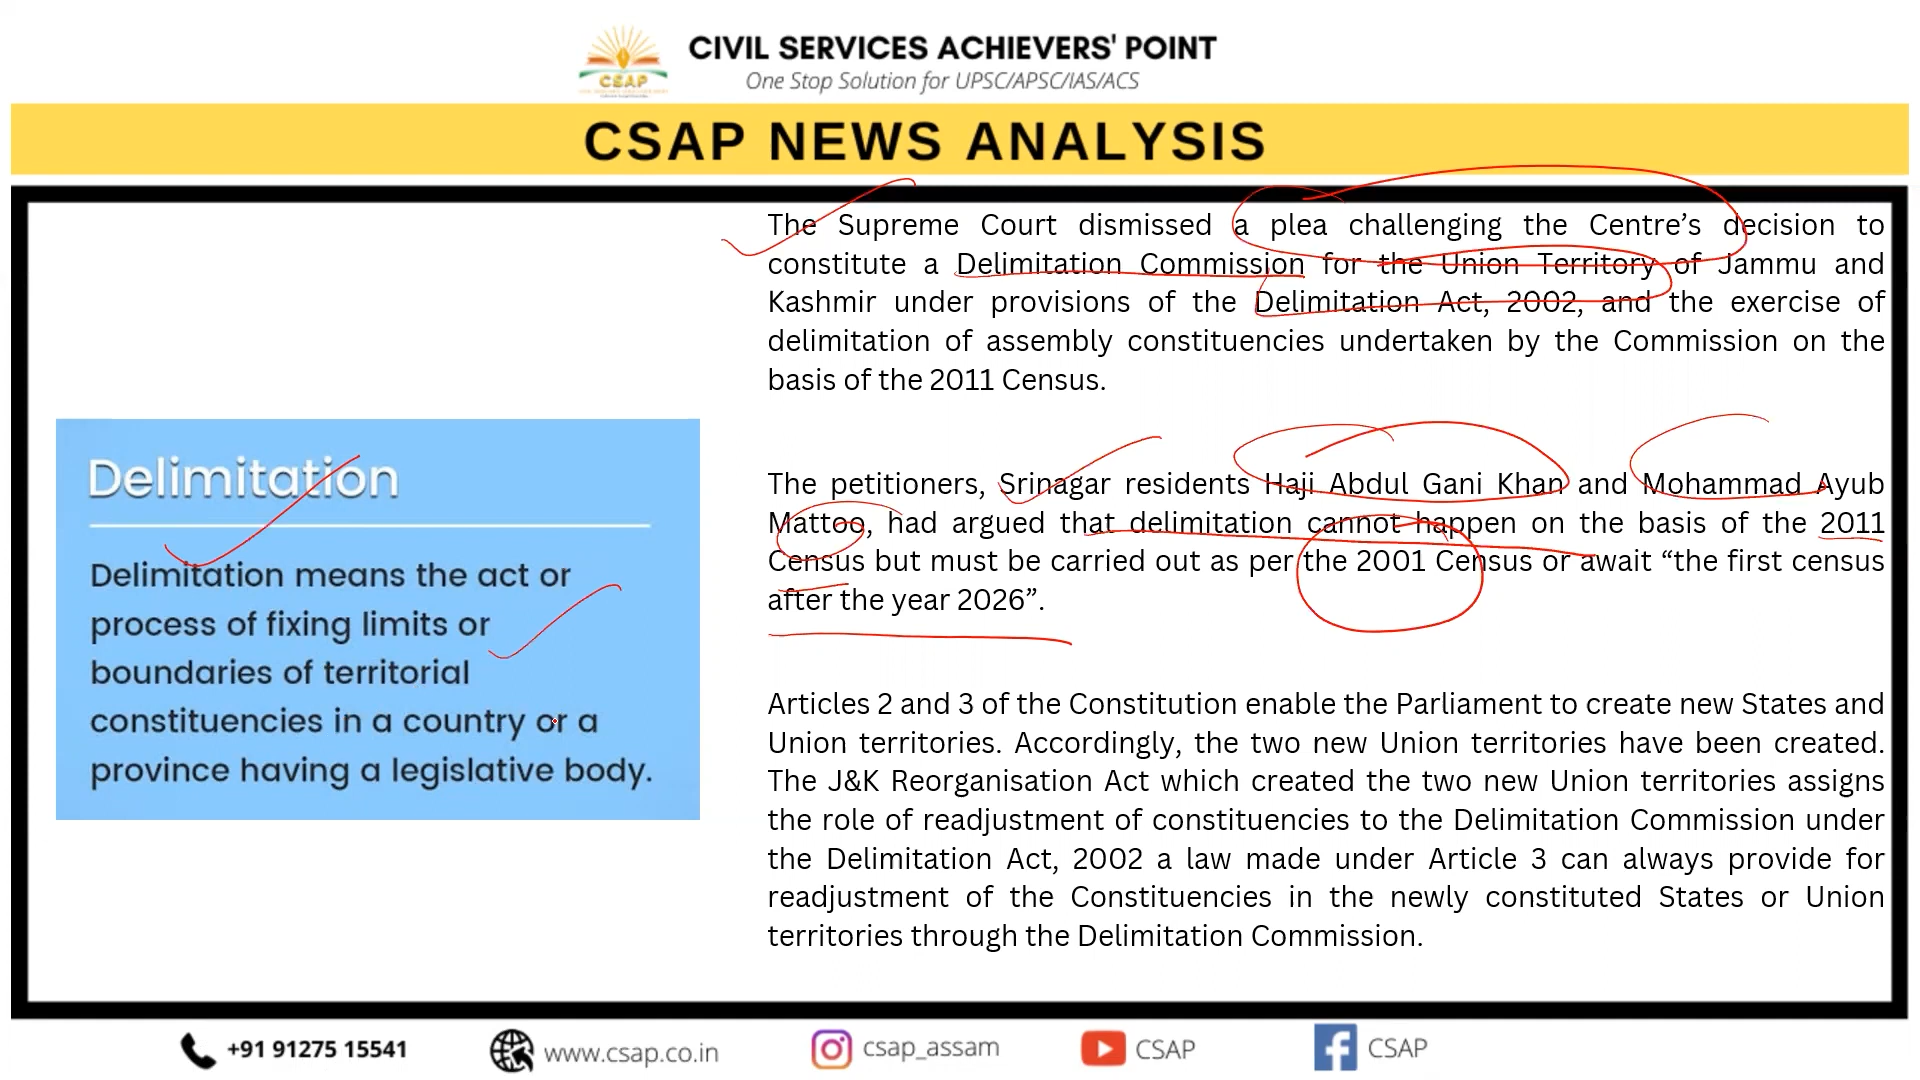 CIVIL SERVICES ACHIEVERS' POINT
One Stop Solution for UPSC/APSC/IAS/ACS
CSAP
CSAP NEWS ANALYSIS
Delimitation
Delimitation means the act or
process of fixing limits or
boundaries of territorial
constituencies in a country or a
province having a legislative body.
The Supreme Court dismissed a plea challenging the Centre’s decision to
constitute a Delimitation Commission for the Union Territory of Jammu and
Kashmir under provisions of the Delimitation Act, 2002, and the exercise of
delimitation of assembly constituencies undertaken by the Commission on the
basis of the 2011 Census.
The petitioners, Srinagar residents Haji Abdul Gani Khan and Mohammad Ayub
Mattoo, had argued that delimitation cannot happen on the basis of the 2011
Census but must be carried out as per the 2001 Census or await “the first census
after the year 2026”.
Articles 2 and 3 of the Constitution enable the Parliament to create new States and
Union territories. Accordingly, the two new Union territories have been created.
The J&K Reorganisation Act which created the two new Union territories assigns
the role of readjustment of constituencies to the Delimitation Commission under
the Delimitation Act, 2002 a law made under Article 3 can always provide for
readjustment of the Constituencies in the newly constituted States or Union
territories through the Delimitation Commission.
+91 91275 15541
www.csap.co.in
csap_assam
CSAP
CSAP